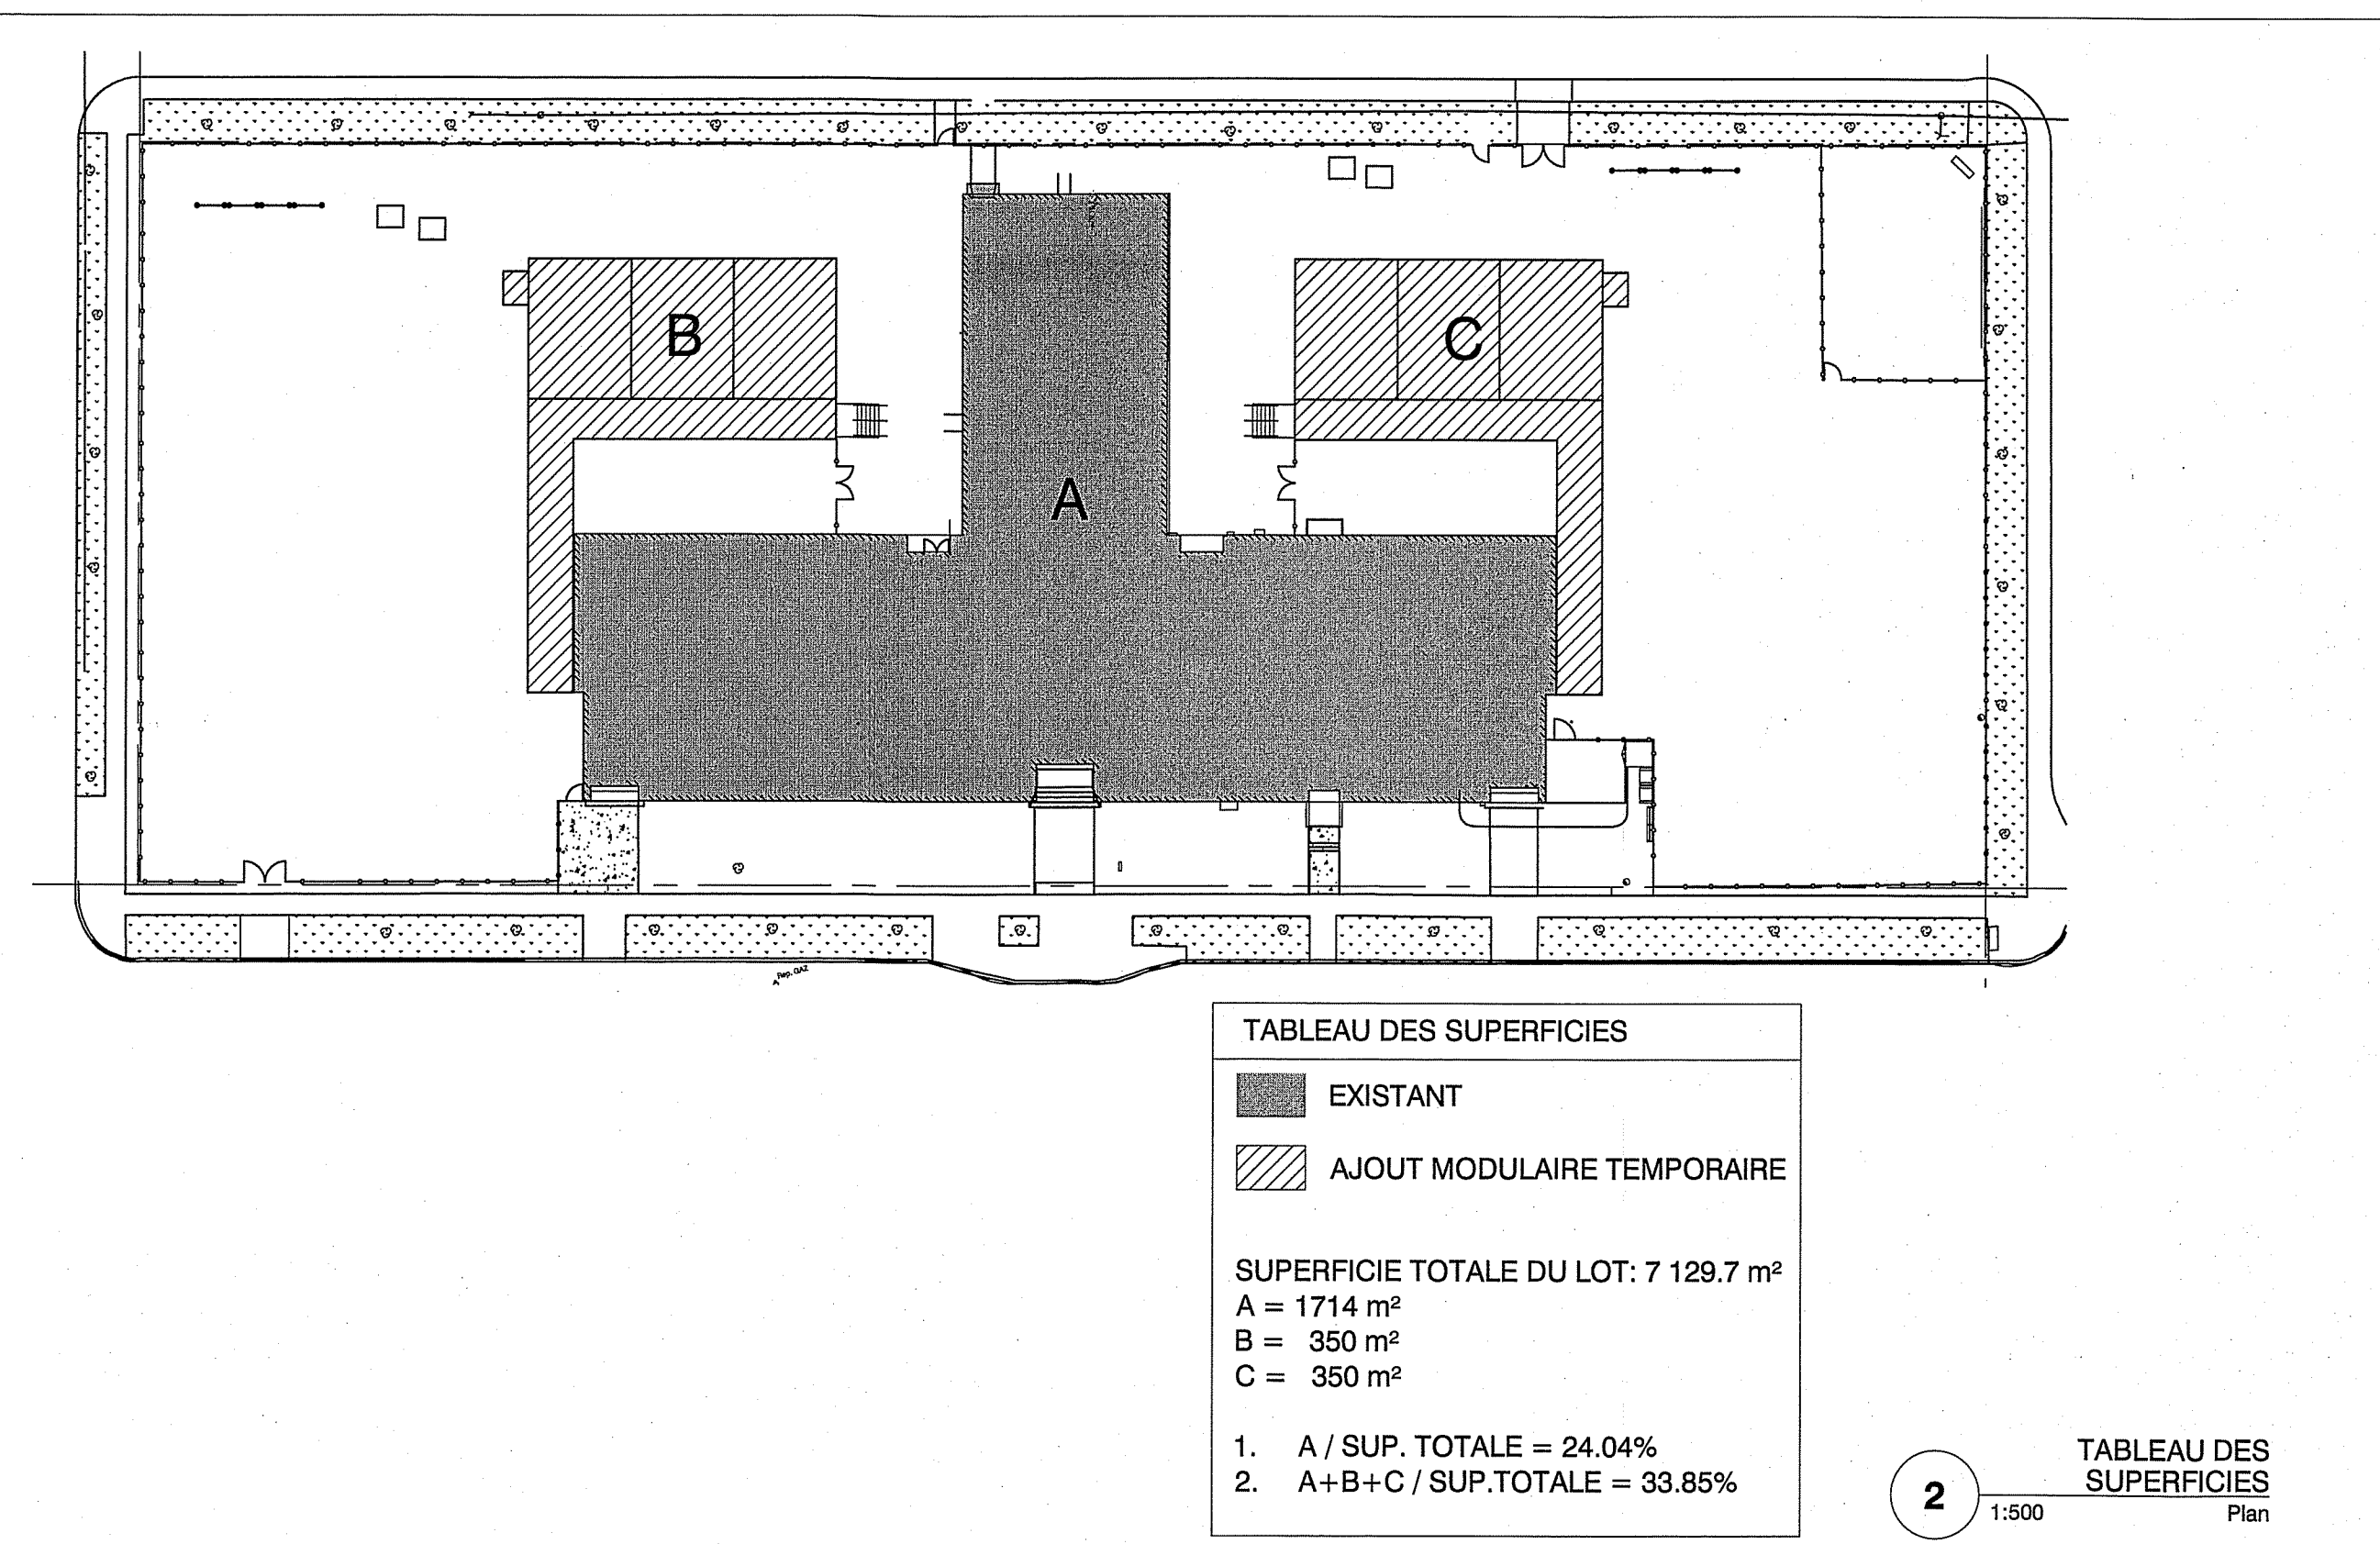 B
C
A
Rep. GAZ
TABLEAU DES SUPERFICIES
EXISTANT
AJOUT MODULAIRE TEMPORAIRE
SUPERFICIE TOTALE DU LOT: 7 129.7 m²
A = 1714 m²
B = 350 m²
C = 350 m²
1. A / SUP. TOTALE = 24.04%
2. A+B+C / SUP.TOTALE = 33.85%
2
TABLEAU DES
SUPERFICIES
1:500
Plan